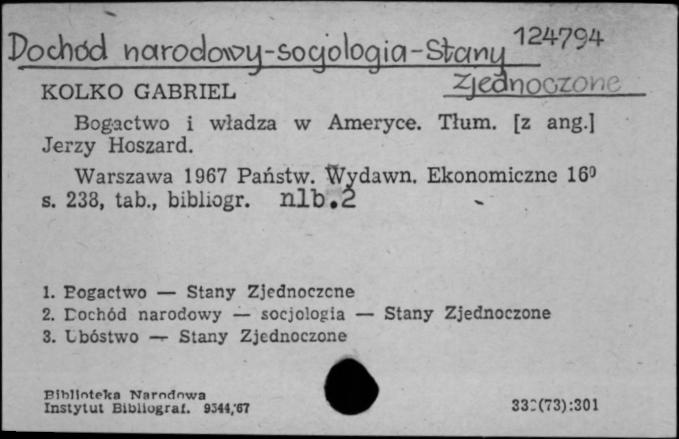 124794
Dochód narodowy-socjologia-Stany
Zjednoczone
KOLKO GABRIEL
Bogactwo i władza w Ameryce. Tłum. [z ang.]
Jerzy Hoszard.
Warszawa 1967 Państw. Wydawn. Ekonomiczne 16⁰
s. 238, tab., bibliogr. nlb.2
1. Bogactwo — Stany Zjednoczone
2. Dochód narodowy — socjologia — Stany Zjednoczone
3. Ubóstwo — Stany Zjednoczone
Biblioteka Narodowa
Instytut Bibliograf. 9344/67
(73):301